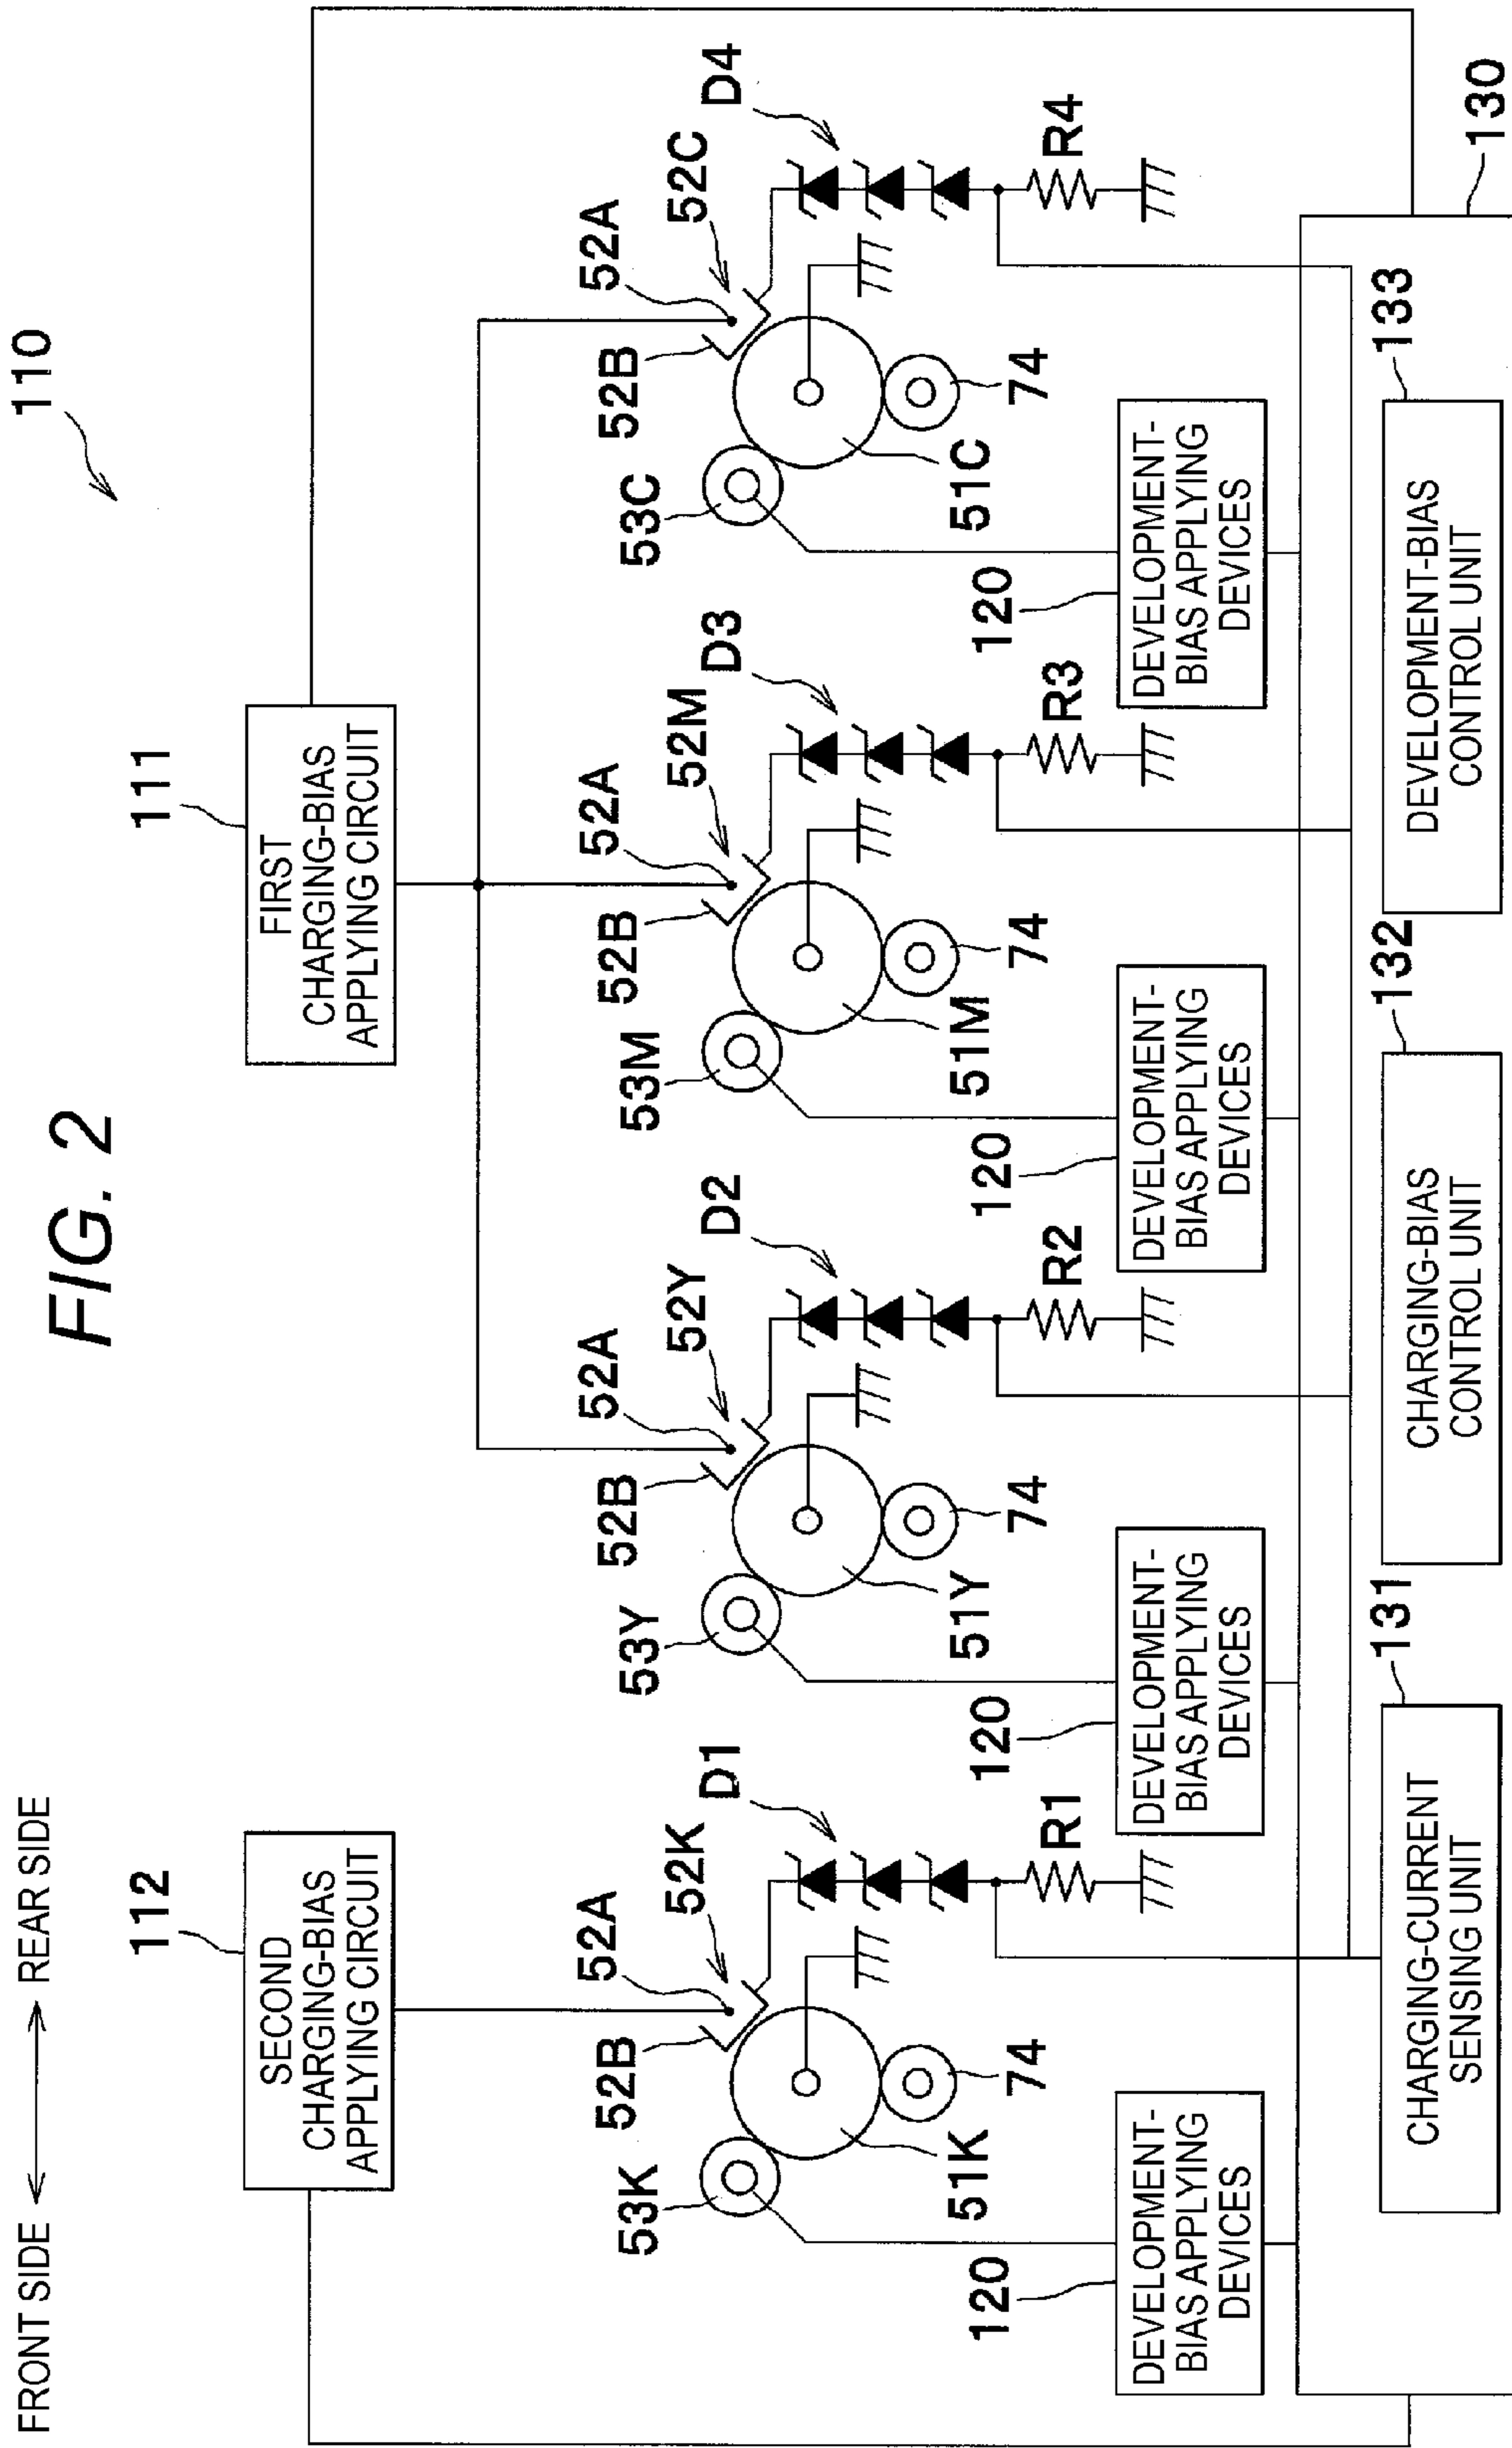 FIG. 2
FRONT SIDE
REAR SIDE
110
112
111
SECOND
CHARGING-BIAS
APPLYING CIRCUIT
FIRST
CHARGING-BIAS
APPLYING CIRCUIT
52A
52B
52K
D1
53K
51K
74
R1
120
DEVELOPMENT-
BIAS APPLYING
DEVICES
52A
52B
52Y
D2
53Y
51Y
74
R2
120
DEVELOPMENT-
BIAS APPLYING
DEVICES
52A
52B
52M
D3
53M
51M
74
R3
120
DEVELOPMENT-
BIAS APPLYING
DEVICES
52A
52B
52C
D4
53C
51C
74
R4
120
DEVELOPMENT-
BIAS APPLYING
DEVICES
131
CHARGING-CURRENT
SENSING UNIT
132
CHARGING-BIAS
CONTROL UNIT
133
DEVELOPMENT-BIAS
CONTROL UNIT
130